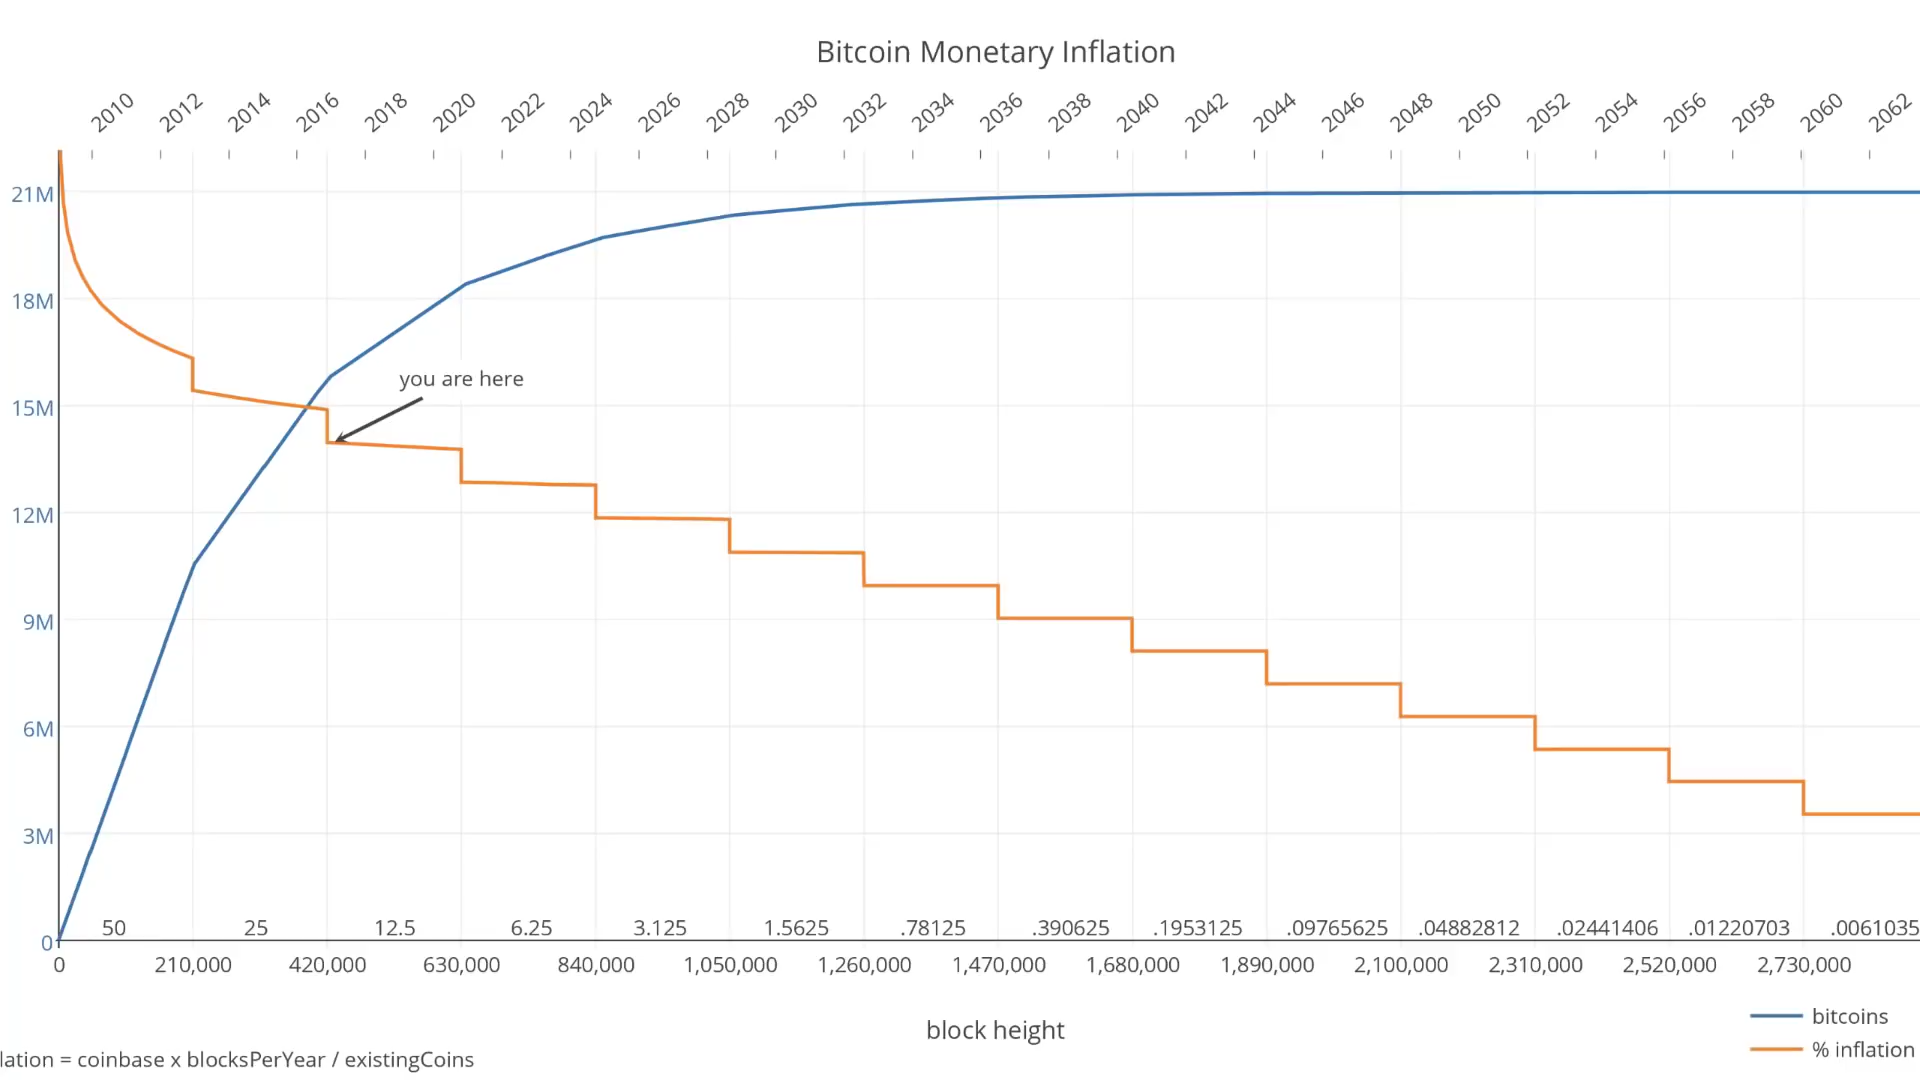 Bitcoin Monetary Inflation
2010 2012 2014 2016 2018 2020 2022 2024 2026 2028 2030 2032 2034 2036 2038 2040 2042 2044 2046 2048 2050 2052 2054 2056 2058 2060 2062
21M
18M
you are here
15M
12M
9M
6M
3M
50 25 12.5 6.25 3.125 1.5625 .78125 .390625 .1953125 .09765625 .04882812 .02441406 .01220703 .0061035
0
0 210,000 420,000 630,000 840,000 1,050,000 1,260,000 1,470,000 1,680,000 1,890,000 2,100,000 2,310,000 2,520,000 2,730,000
block height
bitcoins
% inflation
lation = coinbase x blocksPerYear / existingCoins